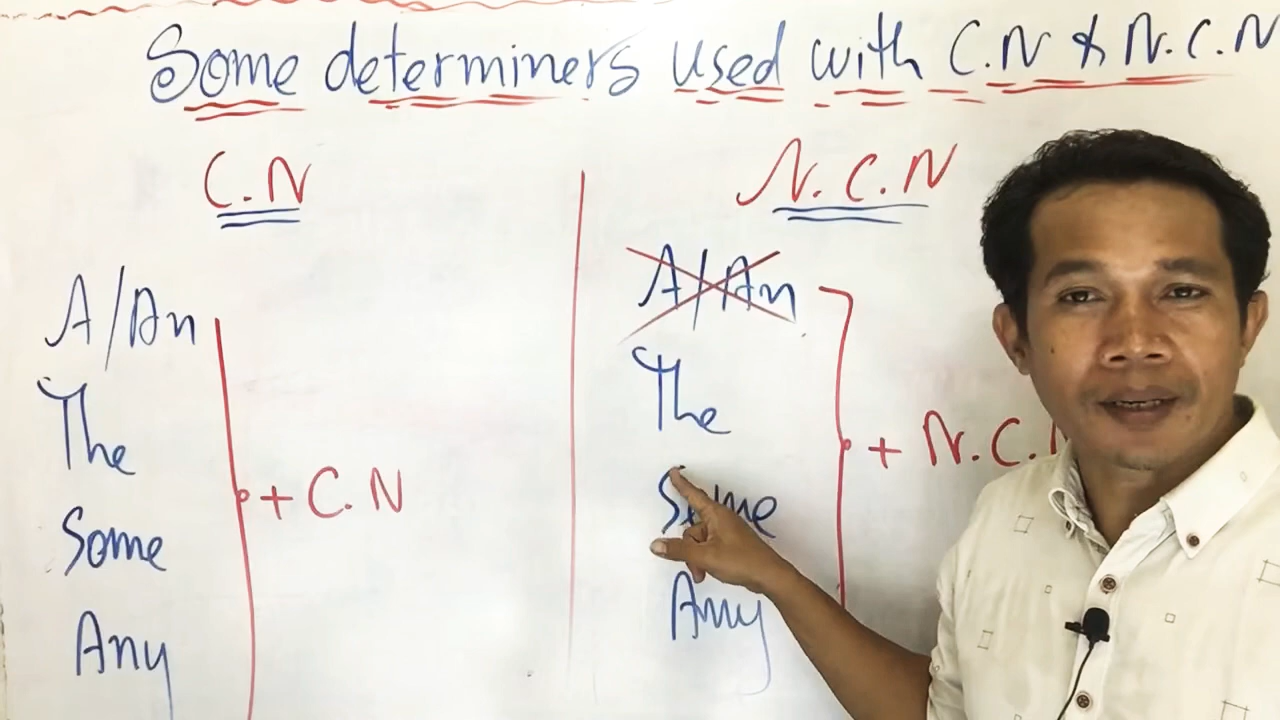 Some determiners used with C.N & N.C.N
C.N
A/An
The
Some
Any
+ C.N
N.C.N
A/An
The
Some
Any
+ N.C.N